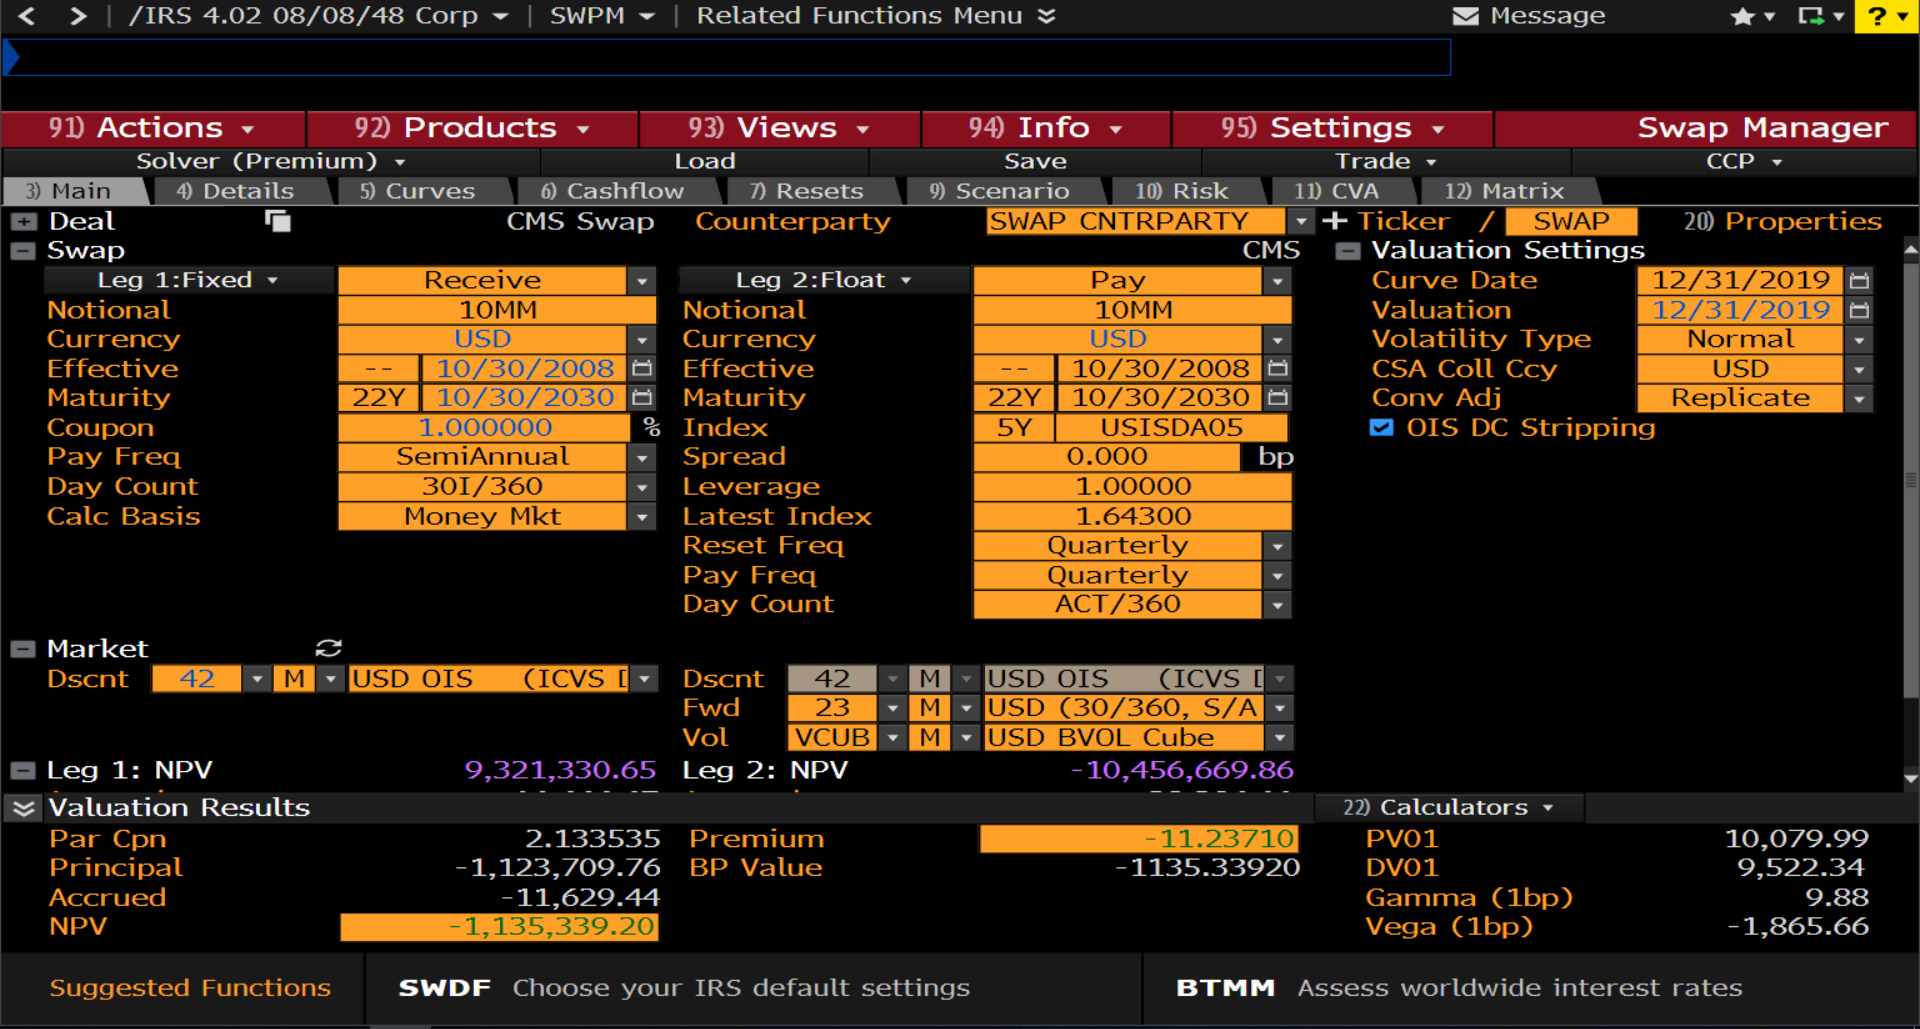 /IRS 4.02 08/08/48 Corp SWPM Related Functions Menu Message ?
91) Actions 92) Products 93) Views 94) Info 95) Settings Swap Manager
Solver (Premium) Load Save Trade CCP
3) Main 4) Details 5) Curves 6) Cashflow 7) Resets 9) Scenario 10) Risk 11) CVA 12) Matrix
Deal CMS Swap Counterparty SWAP CNTRPARTY Ticker / SWAP 20) Properties
Swap CMS Valuation Settings
Leg 1:Fixed Receive Leg 2:Float Pay Curve Date 12/31/2019
Notional 10MM Notional 10MM Valuation 12/31/2019
Currency USD Currency USD Volatility Type Normal
Effective -- 10/30/2008 Effective -- 10/30/2008 CSA Coll Ccy USD
Maturity 22Y 10/30/2030 Maturity 22Y 10/30/2030 Conv Adj Replicate
Coupon 1.000000 % Index 5Y USISDA05 OIS DC Stripping
Pay Freq SemiAnnual Spread 0.000 bp
Day Count 30I/360 Leverage 1.00000
Calc Basis Money Mkt Latest Index 1.64300
Reset Freq Quarterly
Pay Freq Quarterly
Day Count ACT/360
Market
Dscnt 42 M USD OIS (ICVS Dscnt 42 M USD OIS (ICVS
Fwd 23 M USD (30/360, S/A
Vol VCUB M USD BVOL Cube
Leg 1: NPV 9,321,330.65 Leg 2: NPV -10,456,669.86
Valuation Results 22) Calculators
Par Cpn 2.133535 Premium -11.23710 PV01 10,079.99
Principal -1,123,709.76 BP Value -1135.33920 DV01 9,522.34
Accrued -11,629.44 Gamma (1bp) 9.88
NPV -1,135,339.20 Vega (1bp) -1,865.66
Suggested Functions SWDF Choose your IRS default settings BTMM Assess worldwide interest rates